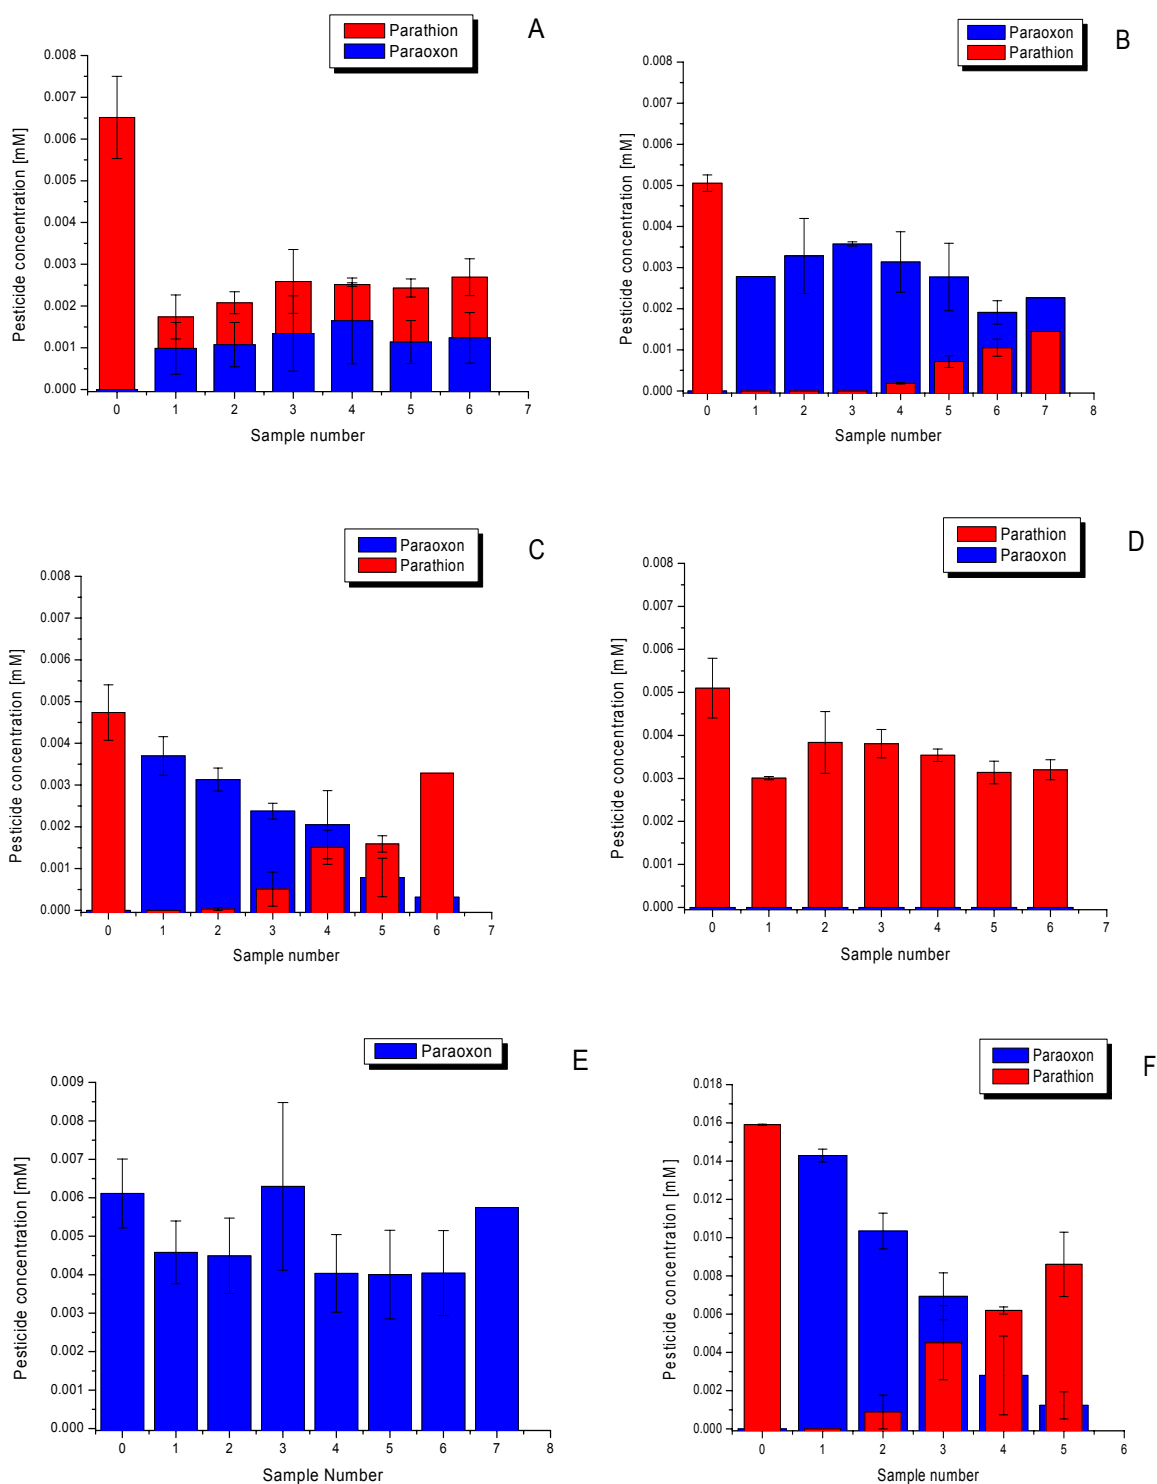 A
Parathion
Paraoxon
Pesticide concentration [mM]
0.008
0.007
0.006
0.005
0.004
0.003
0.002
0.001
0.000
0 1 2 3 4 5 6 7
Sample number
B
Paraoxon
Parathion
Pesticide concentration [mM]
0.008
0.007
0.006
0.005
0.004
0.003
0.002
0.001
0.000
0 1 2 3 4 5 6 7 8
Sample number
C
Paraoxon
Parathion
Pesticide concentration [mM]
0.008
0.007
0.006
0.005
0.004
0.003
0.002
0.001
0.000
0 1 2 3 4 5 6 7
Sample number
D
Parathion
Paraoxon
Pesticide concentration [mM]
0.008
0.007
0.006
0.005
0.004
0.003
0.002
0.001
0.000
0 1 2 3 4 5 6 7
Sample number
E
Paraoxon
Pesticide concentration [mM]
0.009
0.008
0.007
0.006
0.005
0.004
0.003
0.002
0.001
0.000
0 1 2 3 4 5 6 7 8
Sample Number
F
Paraoxon
Parathion
Pesticide concentration [mM]
0.018
0.016
0.014
0.012
0.010
0.008
0.006
0.004
0.002
0.000
0 1 2 3 4 5 6
Sample number